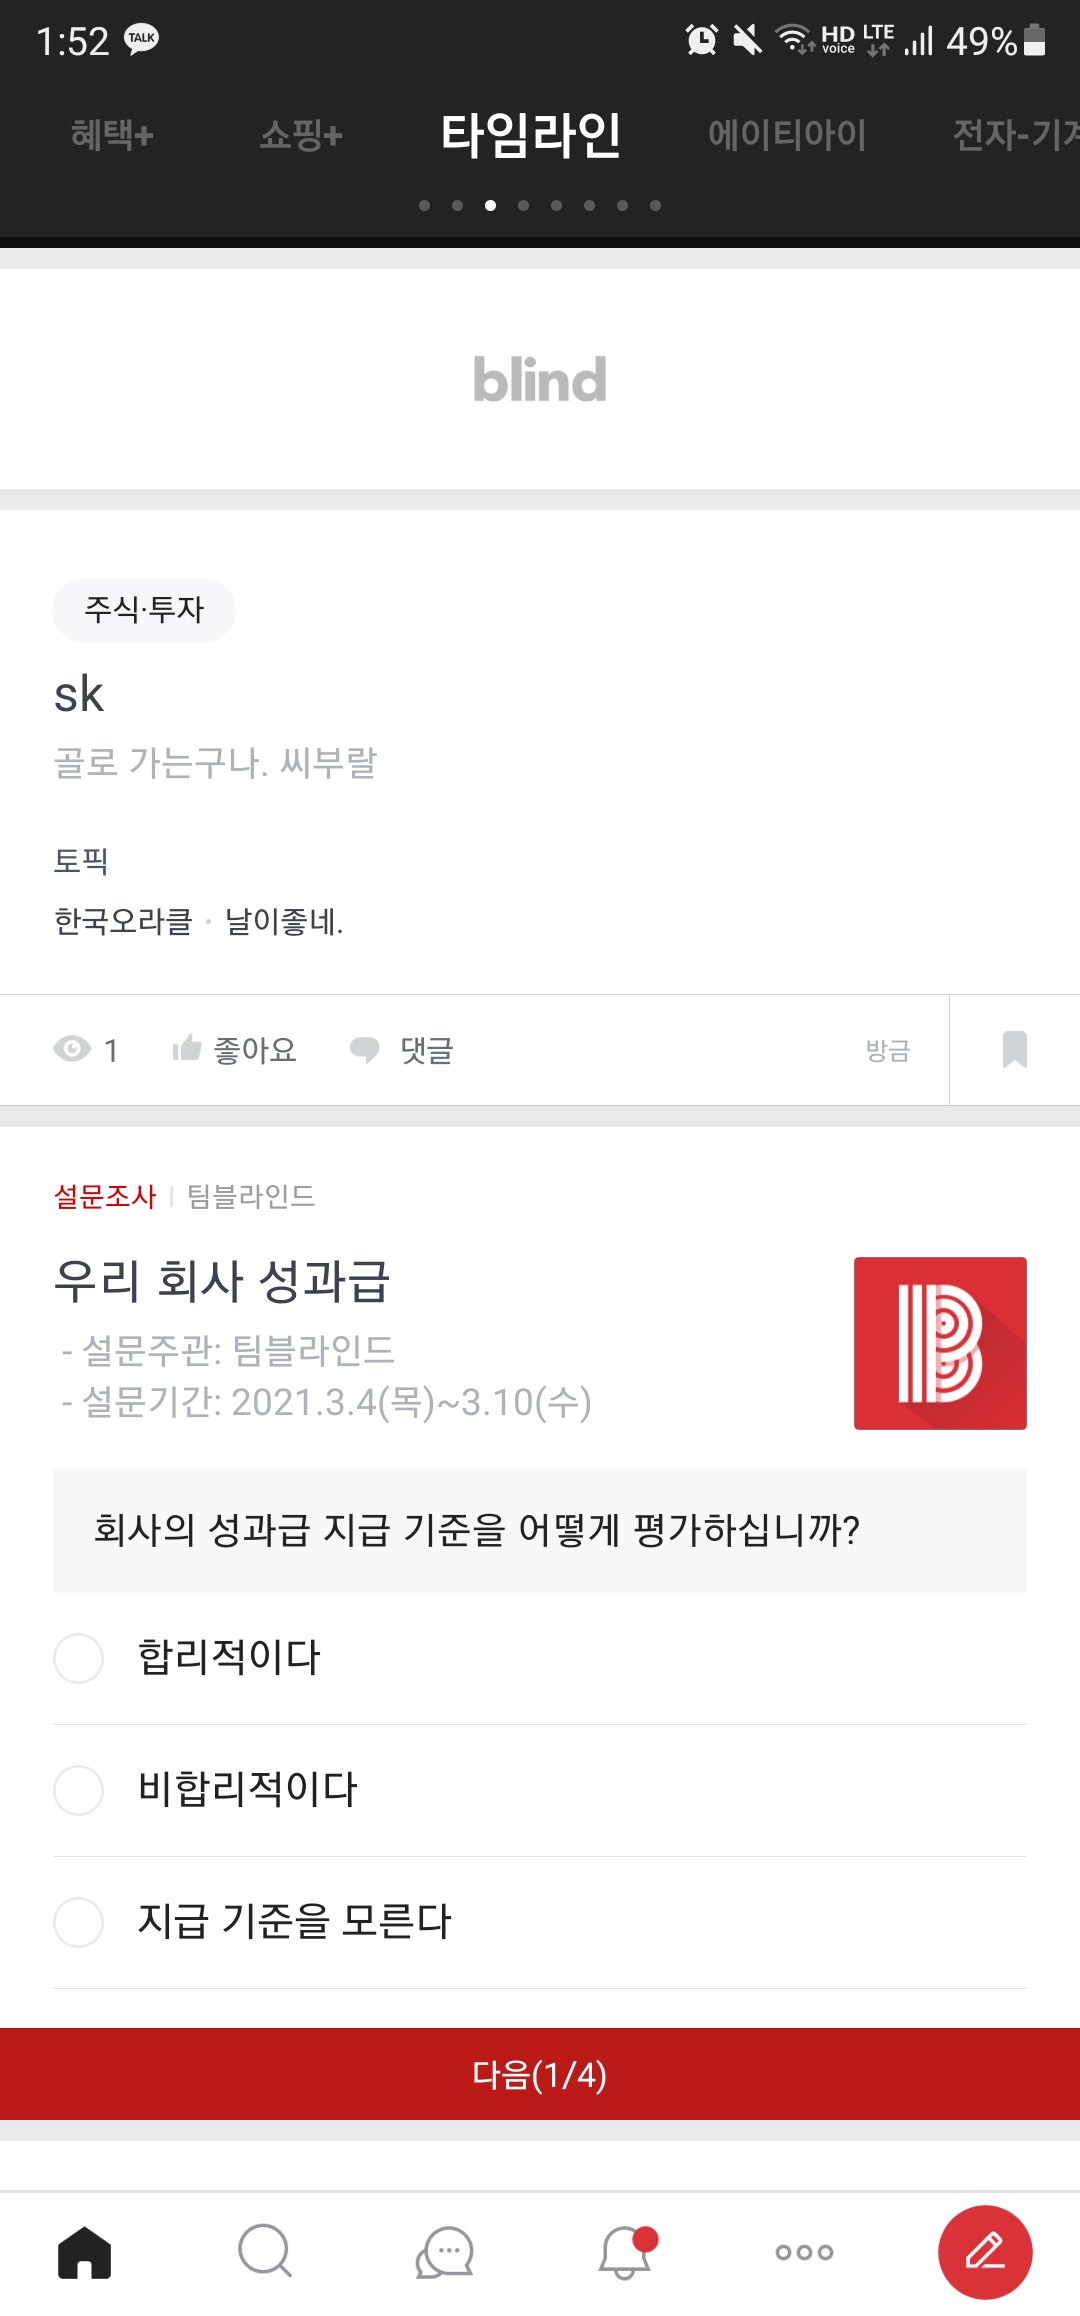 1:52 TALK HD voice LTE 49%
혜택+ 쇼핑+ 타임라인 에이티아이 전자-기계
blind
주식·투자
sk
골로 가는구나. 씨부랄
토픽
한국오라클 · 날이좋네.
1 좋아요 댓글 방금
설문조사 | 팀블라인드
우리 회사 성과급
- 설문주관: 팀블라인드
- 설문기간: 2021.3.4(목)~3.10(수)
B
회사의 성과급 지급 기준을 어떻게 평가하십니까?
합리적이다
비합리적이다
지급 기준을 모른다
다음(1/4)